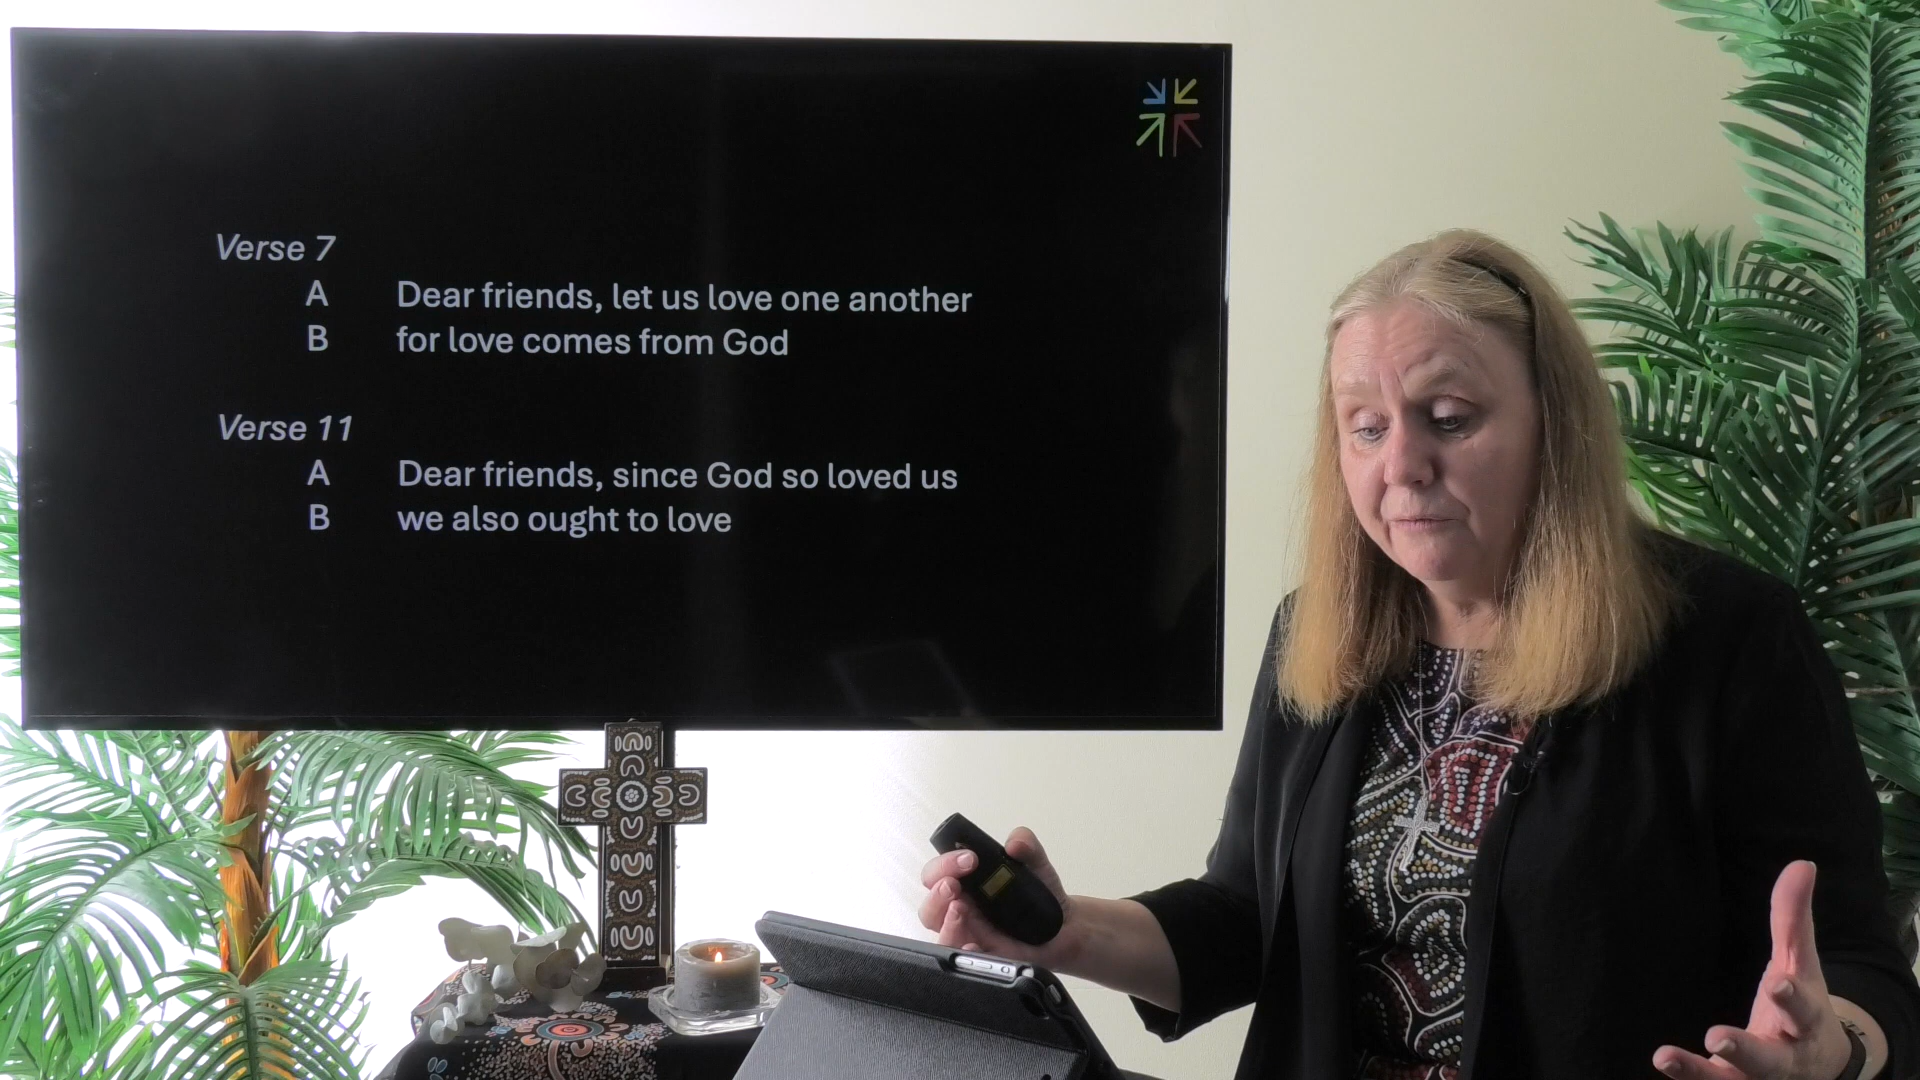 Verse 7
A Dear friends, let us love one another
B for love comes from God
Verse 11
A Dear friends, since God so loved us
B we also ought to love